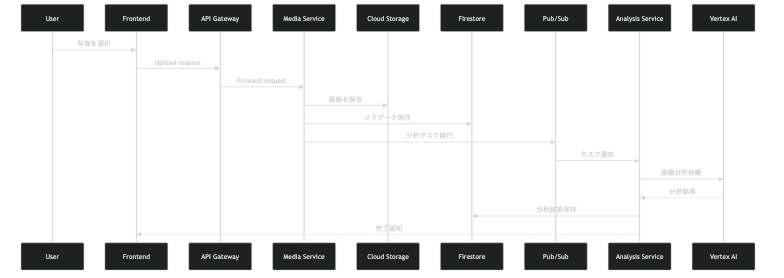 User
Frontend
API Gateway
Media Service
Cloud Storage
Firestore
Pub/Sub
Analysis Service
Vertex AI
写真を選択
Upload request
Forward request
画像を保存
メタデータ保存
分析タスク発行
タスク通知
画像分析依頼
分析結果
分析結果保存
完了通知
User
Frontend
API Gateway
Media Service
Cloud Storage
Firestore
Pub/Sub
Analysis Service
Vertex AI